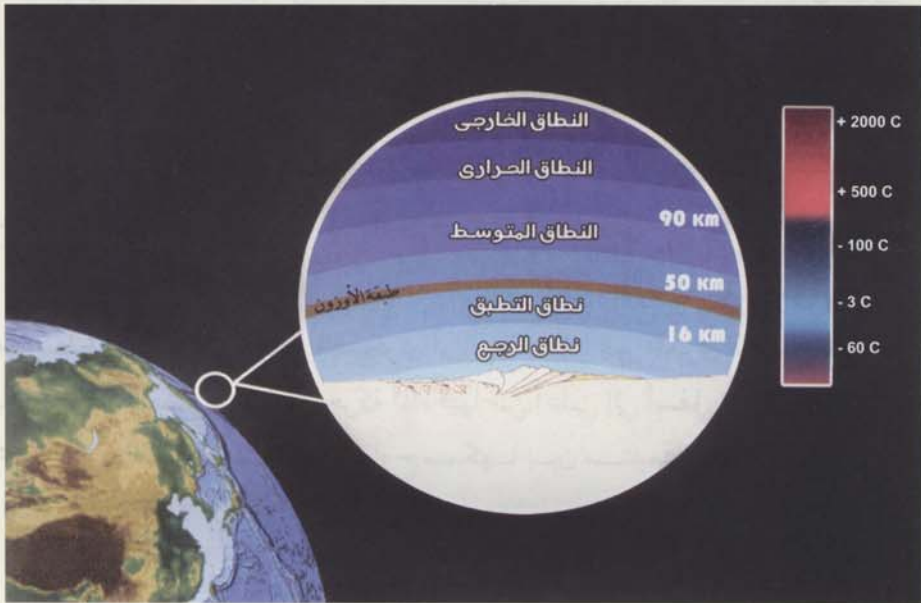 النطاق الخارجى
النطاق الحرارى
90 KM
النطاق المتوسط
50 KM
طبقة الأوزون
نطاق التطبق
16 KM
نطاق الرجع
+ 2000 C
+ 500 C
- 100 C
- 3 C
- 60 C